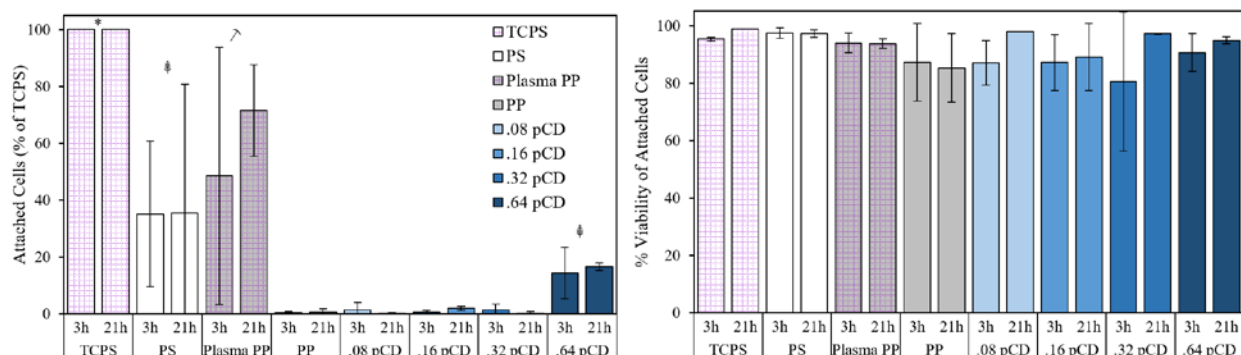 Attached Cells (% of TCPS)
100
80
60
40
20
0
*
TCPS
PS
Plasma PP
PP
.08 pCD
.16 pCD
.32 pCD
.64 pCD
3h 21h 3h 21h 3h 21h 3h 21h 3h 21h 3h 21h 3h 21h 3h 21h
TCPS PS Plasma PP PP .08 pCD .16 pCD .32 pCD .64 pCD
% Viability of Attached Cells
100
80
60
40
20
0
3h 21h 3h 21h 3h 21h 3h 21h 3h 21h 3h 21h 3h 21h 3h 21h
TCPS PS Plasma PP PP .08 pCD .16 pCD .32 pCD .64 pCD